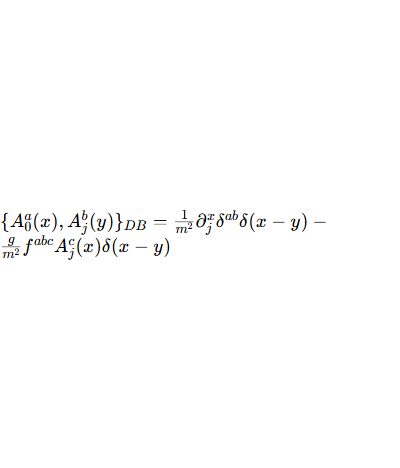 $\{A_0^a(x), A_j^b(y)\}_{DB} = \frac{1}{m^2}\partial_j^x \delta^{ab}\delta(x-y) -$
$\frac{g}{m^2} f^{abc} A_j^c(x)\delta(x-y)$